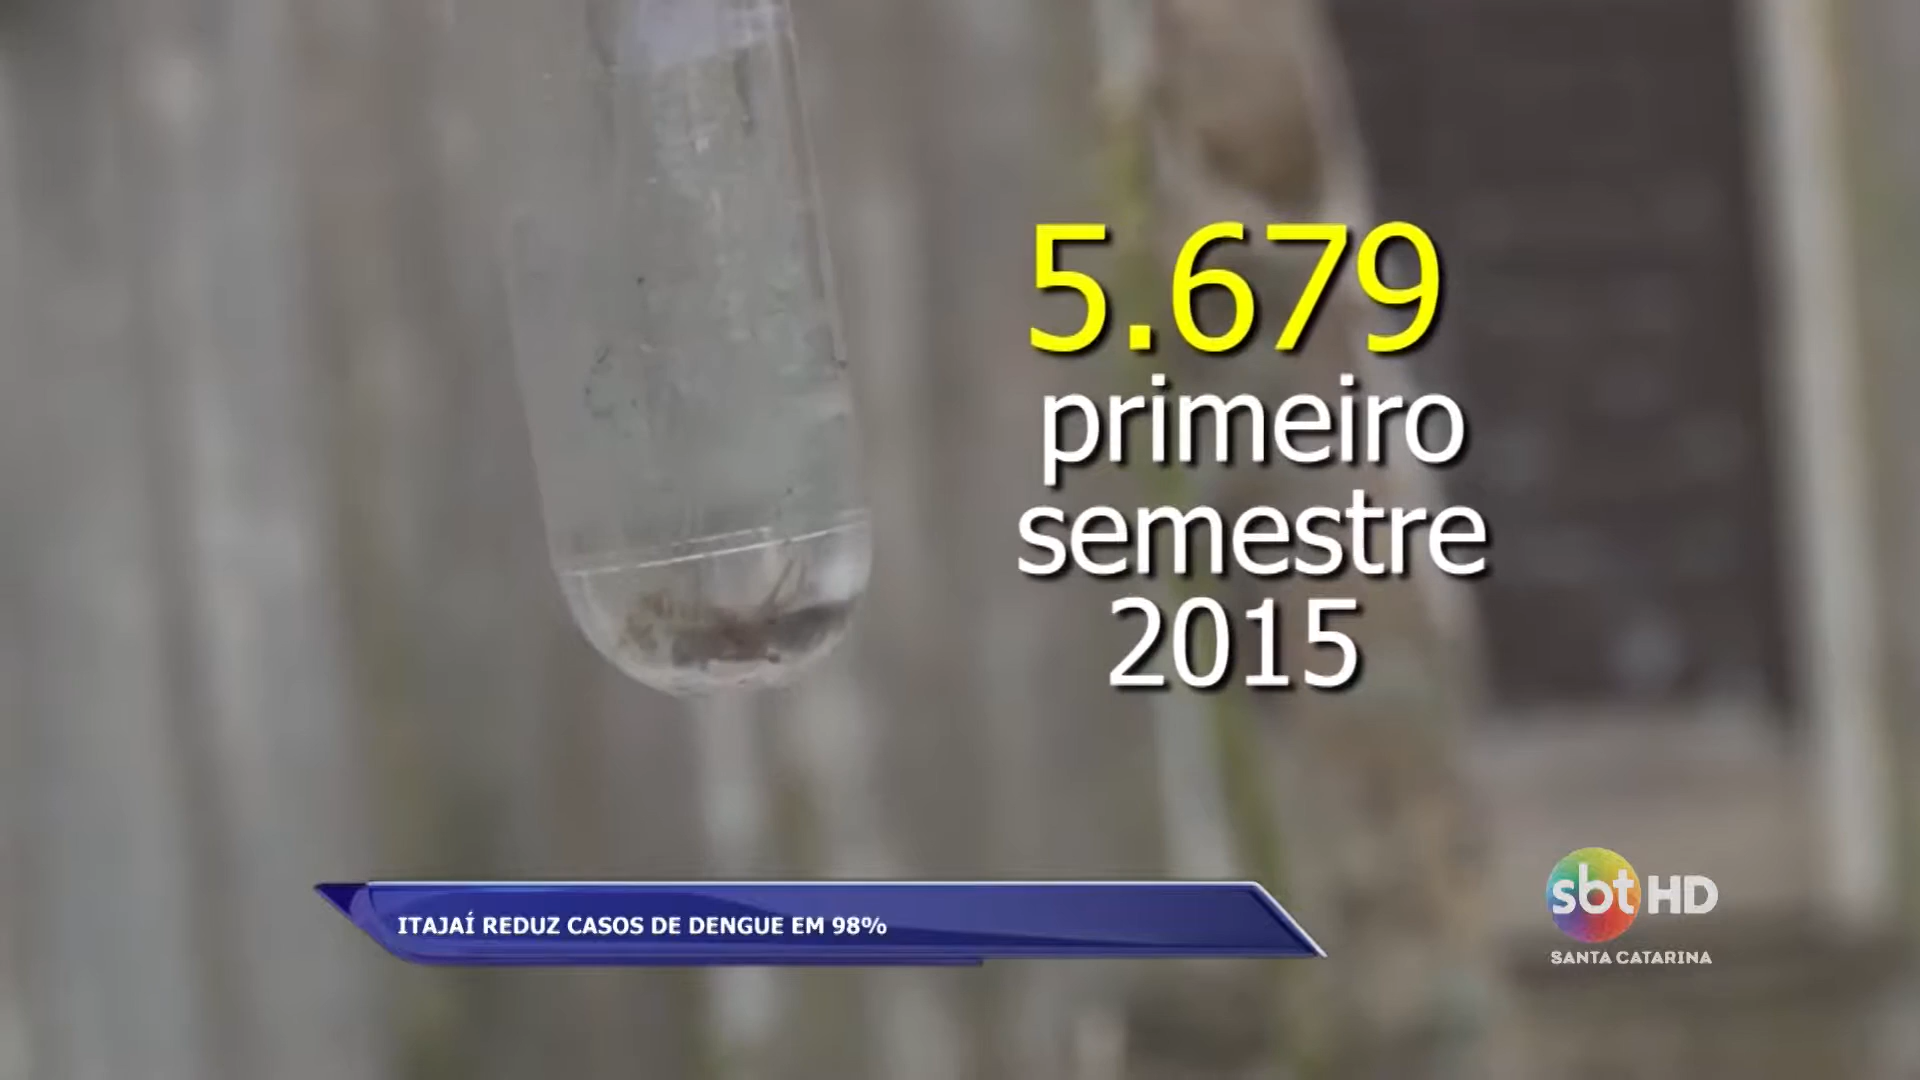 5.679
primeiro
semestre
2015
ITAJAÍ REDUZ CASOS DE DENGUE EM 98%
sbt HD
SANTA CATARINA